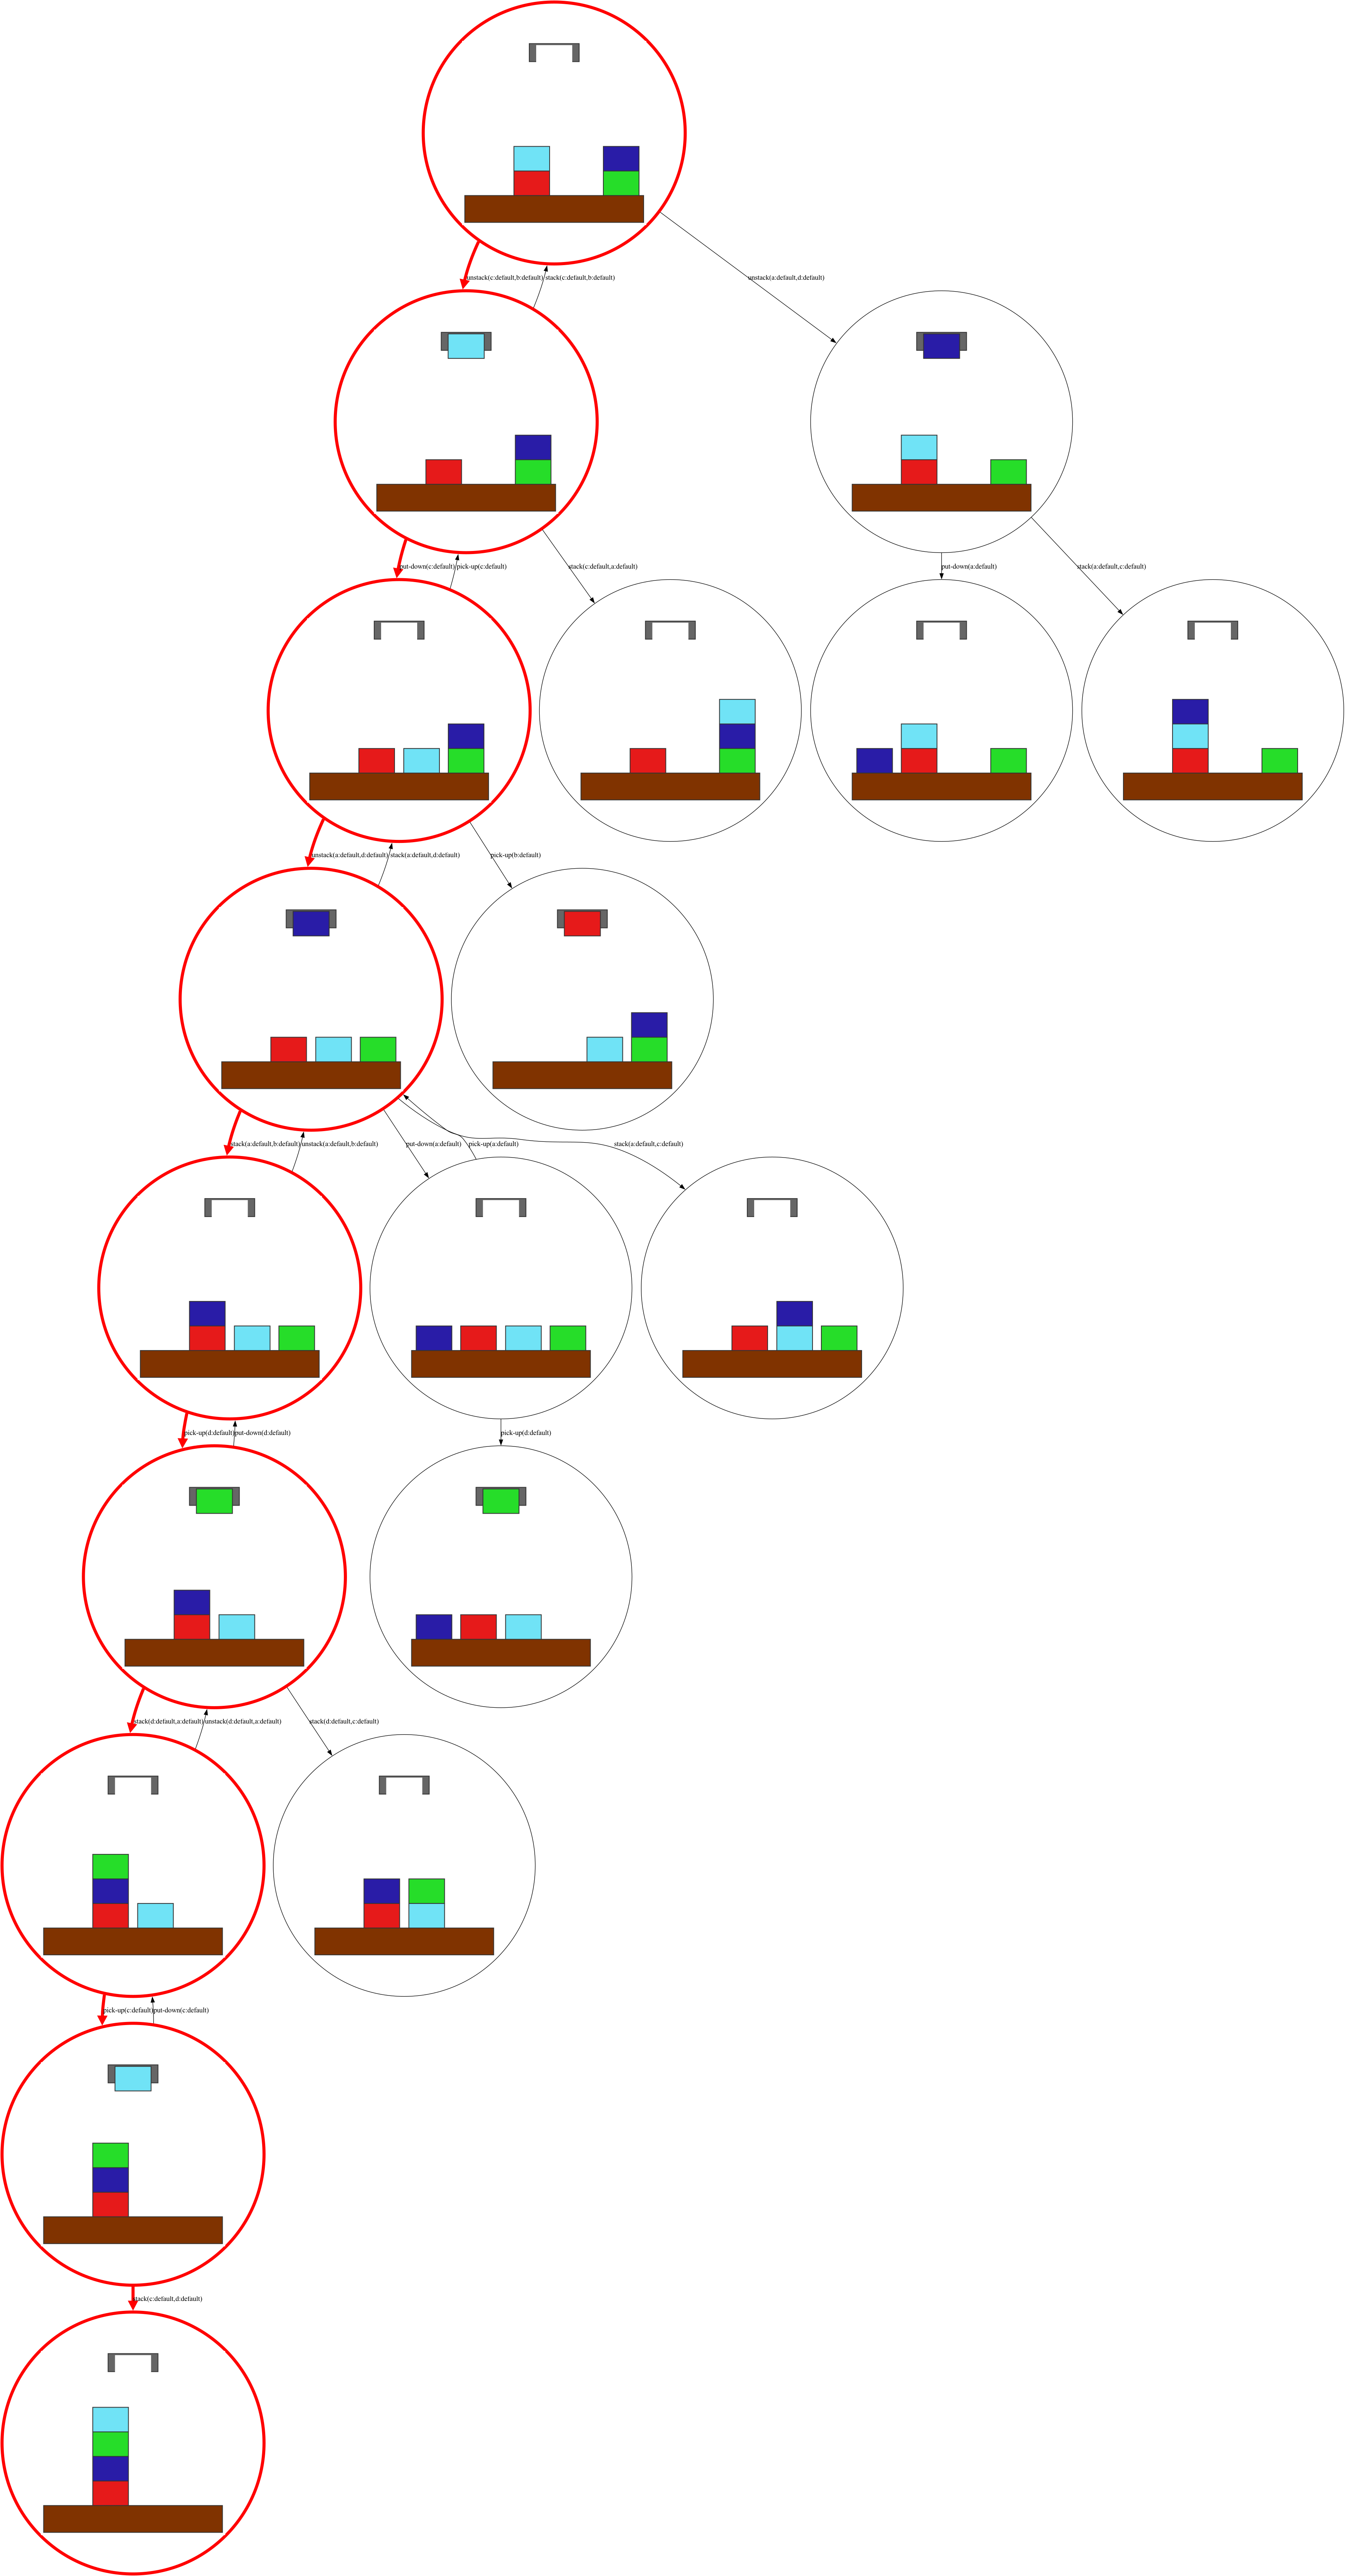 unstack(c:default,b:default)
stack(c:default,b:default)
unstack(a:default,d:default)
put-down(c:default)
pick-up(c:default)
stack(c:default,a:default)
put-down(a:default)
stack(a:default,c:default)
unstack(a:default,d:default)
stack(a:default,d:default)
pick-up(b:default)
stack(a:default,b:default)
unstack(a:default,b:default)
put-down(a:default)
pick-up(a:default)
stack(a:default,c:default)
pick-up(d:default)
put-down(d:default)
pick-up(d:default)
stack(d:default,a:default)
unstack(d:default,a:default)
stack(d:default,c:default)
pick-up(c:default)
put-down(c:default)
stack(c:default,d:default)